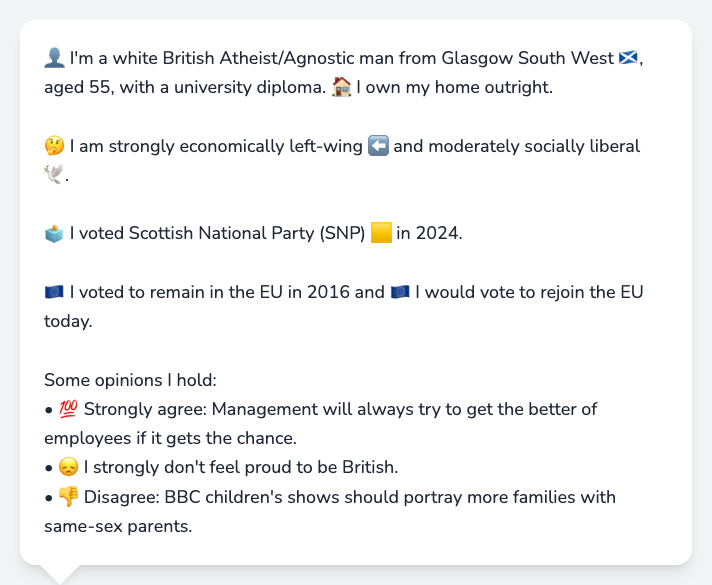 👤 I'm a white British Atheist/Agnostic man from Glasgow South West 🏴󠁧󠁢󠁳󠁣󠁴󠁿,
aged 55, with a university diploma. 🏠 I own my home outright.
🤔 I am strongly economically left-wing ⬅️ and moderately socially liberal
🕊️.
🗳️ I voted Scottish National Party (SNP) 🟨 in 2024.
🇪🇺 I voted to remain in the EU in 2016 and 🇪🇺 I would vote to rejoin the EU
today.
Some opinions I hold:
• 💯 Strongly agree: Management will always try to get the better of
employees if it gets the chance.
• 😞 I strongly don't feel proud to be British.
• 👎 Disagree: BBC children's shows should portray more families with
same-sex parents.